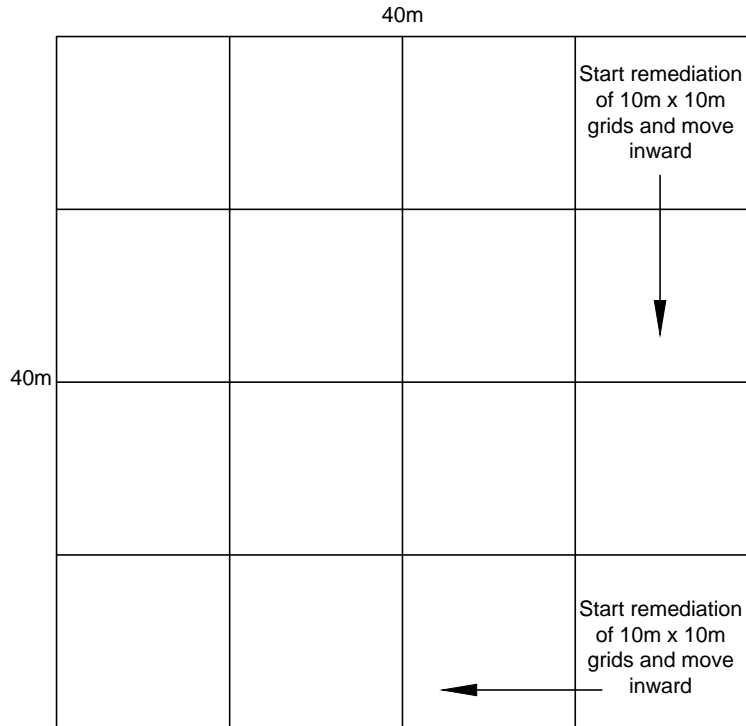 40m
Start remediation
of 10m x 10m
grids and move
inward
40m
Start remediation
of 10m x 10m
grids and move
inward